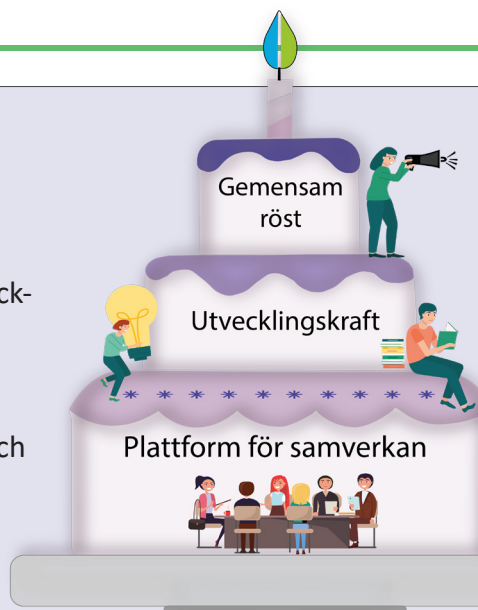 Gemensam
röst
ck-
Utvecklingskraft
ch
Plattform för samverkan